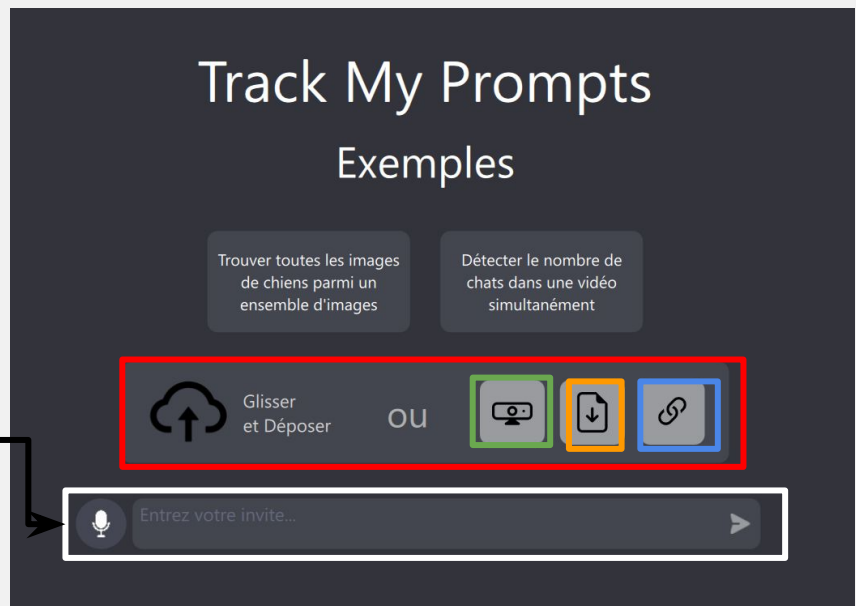 Track My Prompts
Exemples
Trouver toutes les images
de chiens parmi un
ensemble d'images
Détecter le nombre de
chats dans une vidéo
simultanément
Glisser
et Déposer
ou
Entrez votre invite...